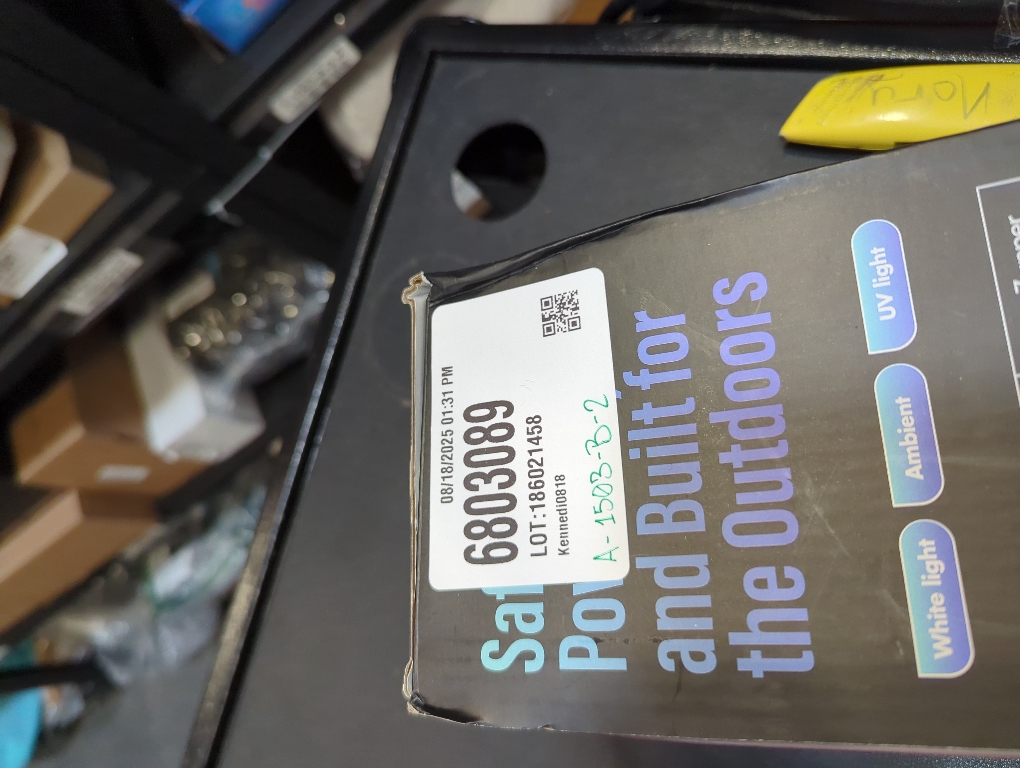 08/18/2025 01:31 PM
6803089
LOT:186021458
Kennedi0818
A-1503-B-2
and Built for
the Outdoors
White light
Ambient
UV light